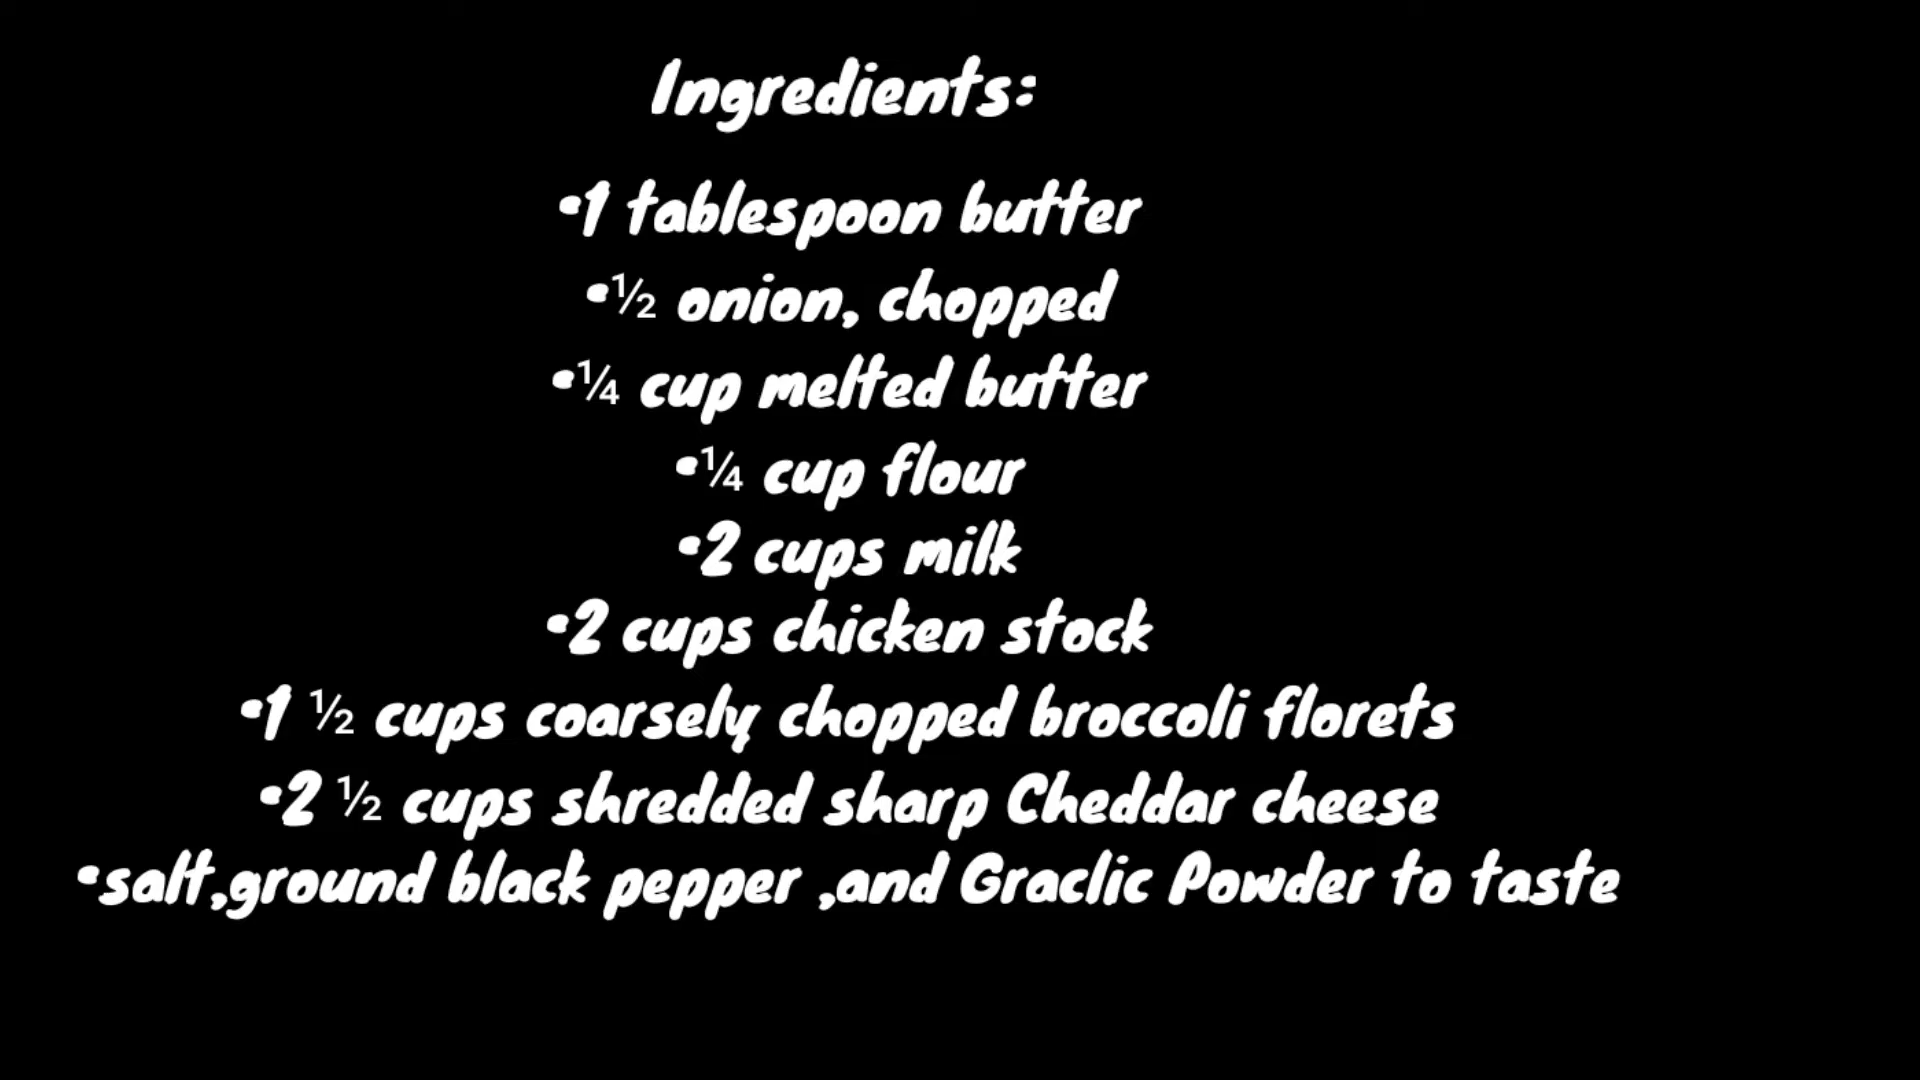 Ingredients:
•1 tablespoon butter
•½ onion, chopped
•¼ cup melted butter
•¼ cup flour
•2 cups milk
•2 cups chicken stock
•1 ½ cups coarsely chopped broccoli florets
•2 ½ cups shredded sharp Cheddar cheese
•salt,ground black pepper ,and Graclic Powder to taste